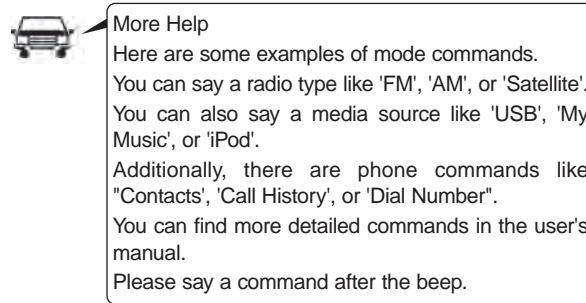 More Help
Here are some examples of mode commands.
You can say a radio type like 'FM', 'AM', or 'Satellite'.
You can also say a media source like 'USB', 'My
Music', or 'iPod'.
Additionally, there are phone commands like
"Contacts', 'Call History', or 'Dial Number".
You can find more detailed commands in the user's
manual.
Please say a command after the beep.